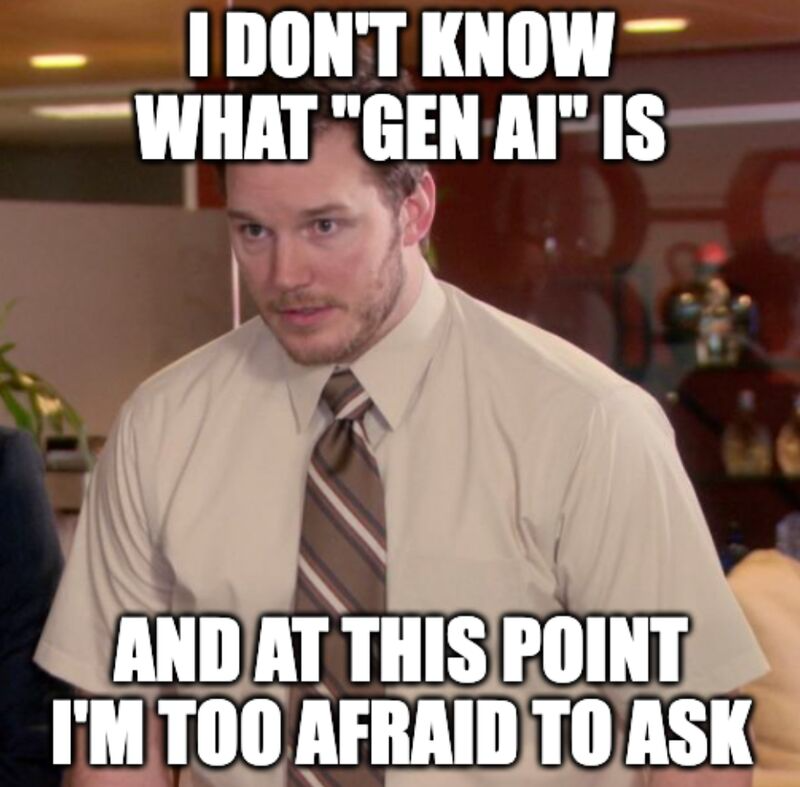 I DON'T KNOW
WHAT "GEN AI" IS
AND AT THIS POINT
I'M TOO AFRAID TO ASK